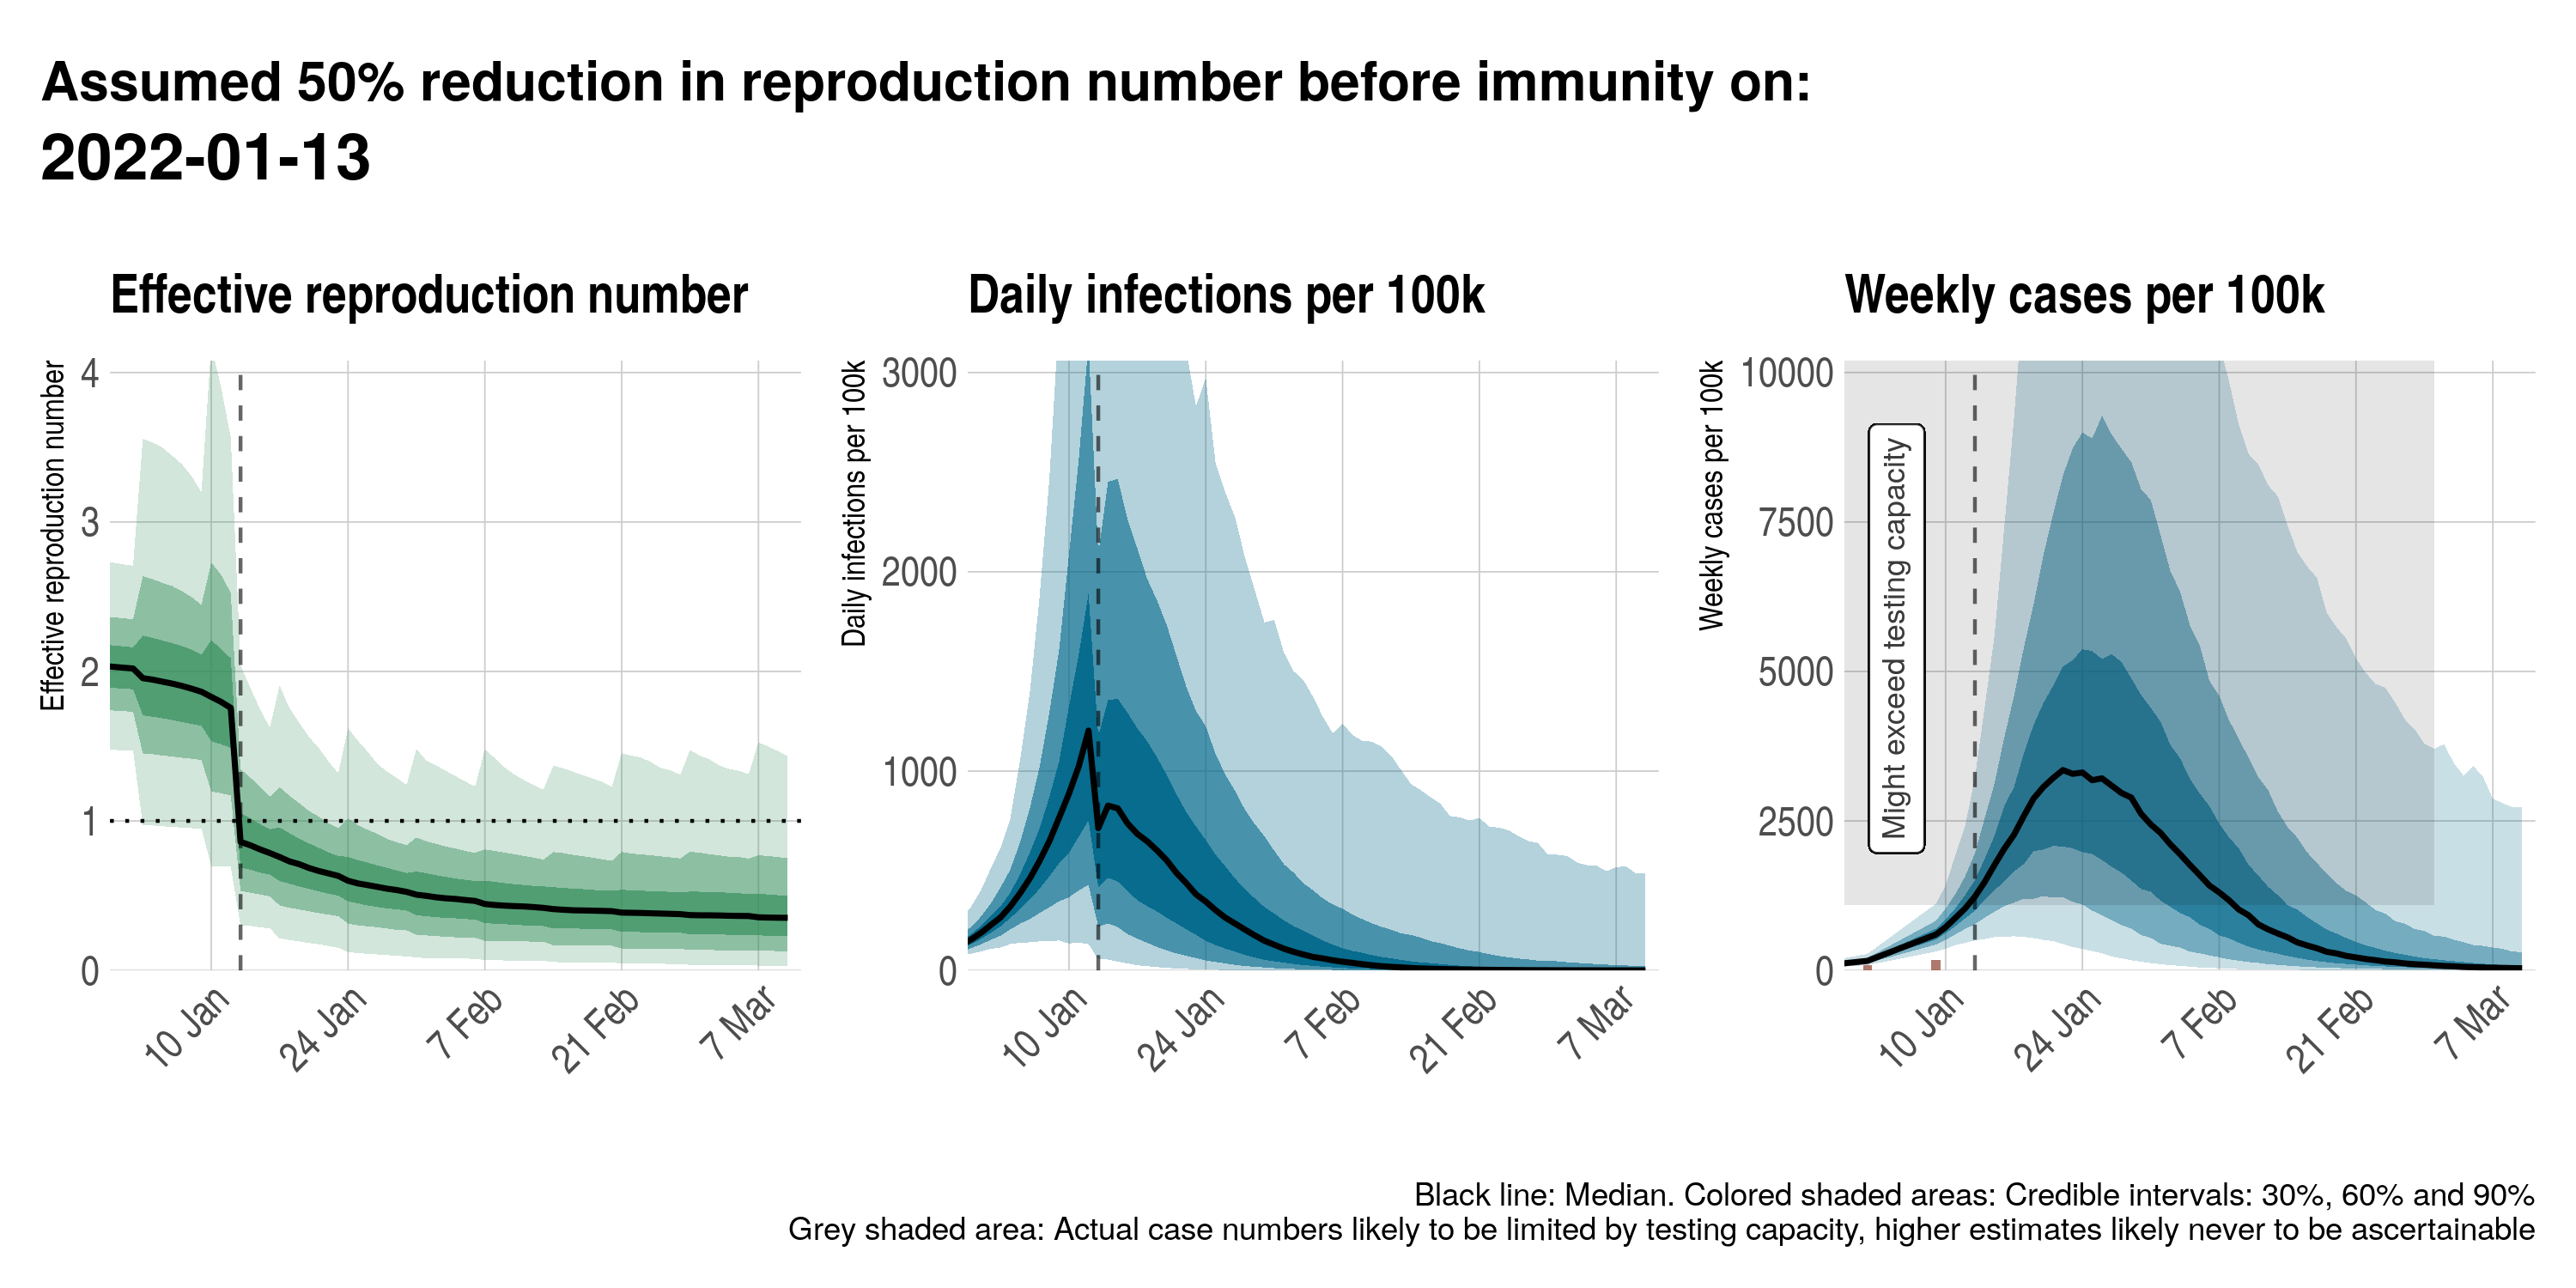 Assumed 50% reduction in reproduction number before immunity on:
2022-01-13
Effective reproduction number
Effective reproduction number
4
3
2
1
0
10 Jan
24 Jan
7 Feb
21 Feb
7 Mar
Daily infections per 100k
Daily infections per 100k
3000
2000
1000
0
10 Jan
24 Jan
7 Feb
21 Feb
7 Mar
Weekly cases per 100k
Weekly cases per 100k
10000
7500
5000
2500
0
Might exceed testing capacity
10 Jan
24 Jan
7 Feb
21 Feb
7 Mar
Black line: Median. Colored shaded areas: Credible intervals: 30%, 60% and 90%
Grey shaded area: Actual case numbers likely to be limited by testing capacity, higher estimates likely never to be ascertainable